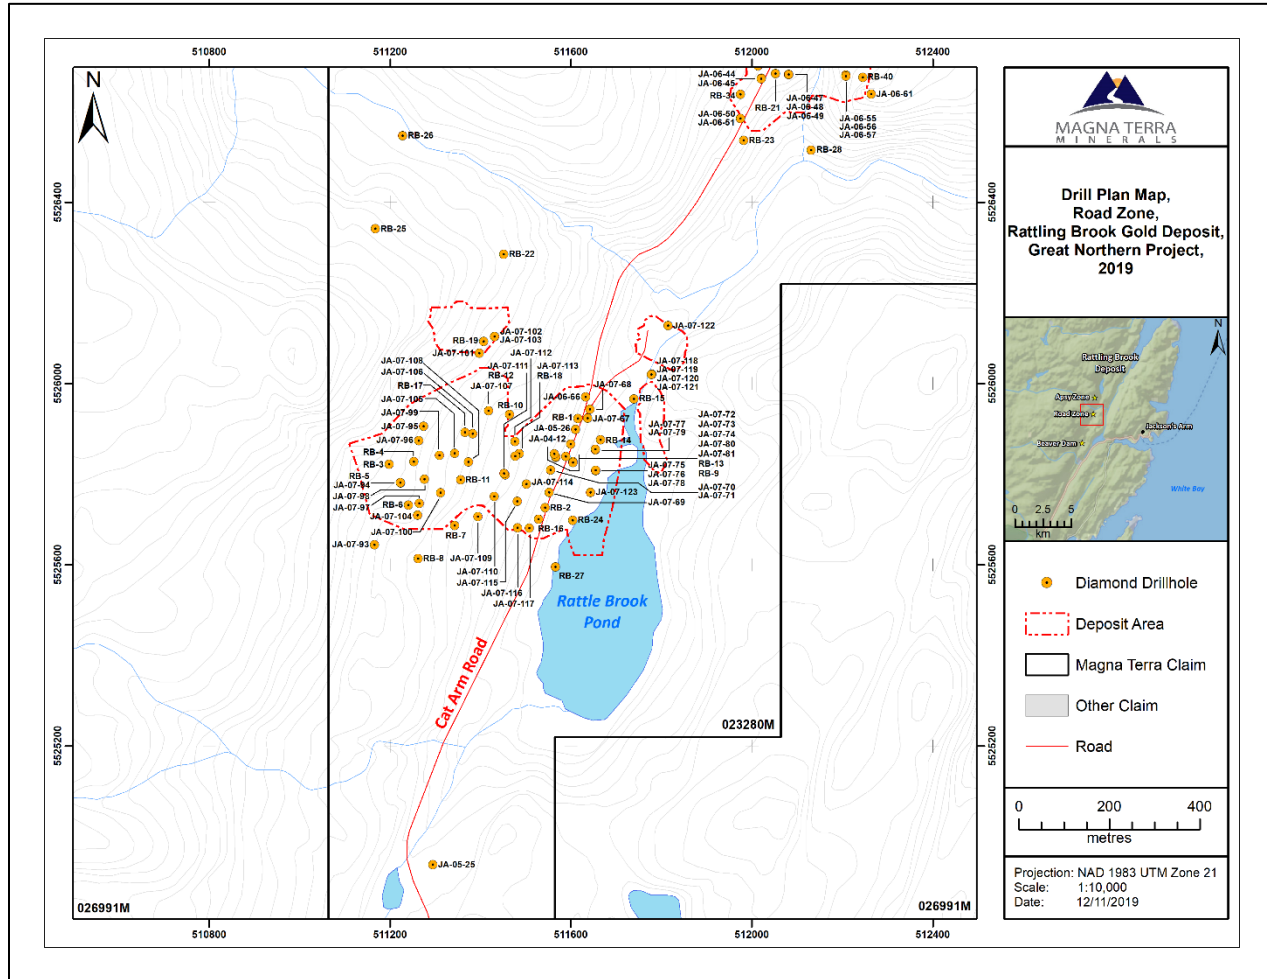 510800
511200
511600
512000
512400
N
JA-06-44
JA-06-45
RB-34
JA-06-50
JA-06-51
RB-21
JA-06-47
JA-06-48
JA-06-49
RB-40
JA-06-61
JA-06-55
JA-06-56
JA-06-57
RB-23
RB-28
RB-26
RB-25
RB-22
5526400
5526400
JA-07-122
JA-07-102
JA-07-103
RB-19
JA-07-101
JA-07-112
JA-07-108
JA-07-106
RB-17
JA-07-105
JA-07-99
JA-07-95
JA-07-96
RB-4
RB-3
RB-5
JA-07-94
JA-07-98
JA-07-97
RB-6
JA-07-104
JA-07-100
JA-07-93
RB-8
RB-7
JA-07-111
RB-12
JA-07-107
JA-07-113
RB-18
RB-10
JA-07-68
JA-06-66
RB-1
JA-07-67
JA-05-26
JA-04-12
RB-14
RB-15
JA-07-118
JA-07-119
JA-07-120
JA-07-121
JA-07-77
JA-07-79
JA-07-72
JA-07-73
JA-07-74
JA-07-80
JA-07-81
JA-07-75
JA-07-76
JA-07-78
RB-13
RB-9
JA-07-70
JA-07-71
JA-07-69
RB-11
JA-07-114
JA-07-123
RB-2
RB-24
RB-16
JA-07-109
JA-07-110
JA-07-115
JA-07-116
JA-07-117
RB-27
5526000
5526000
5525600
5525600
Rattle Brook
Pond
Cat Arm Road
023280M
5525200
5525200
JA-05-25
026991M
026991M
510800
511200
511600
512000
512400
MAGNA TERRA
MINERALS
Drill Plan Map,
Road Zone,
Rattling Brook Gold Deposit,
Great Northern Project,
2019
N
Rattling Brook
Deposit
Apsy Zone
Road Zone
Jackson's Arm
Beaver Dam
White Bay
0 2.5 5
km
Diamond Drillhole
Deposit Area
Magna Terra Claim
Other Claim
Road
0 200 400
metres
Projection: NAD 1983 UTM Zone 21
Scale: 1:10,000
Date: 12/11/2019